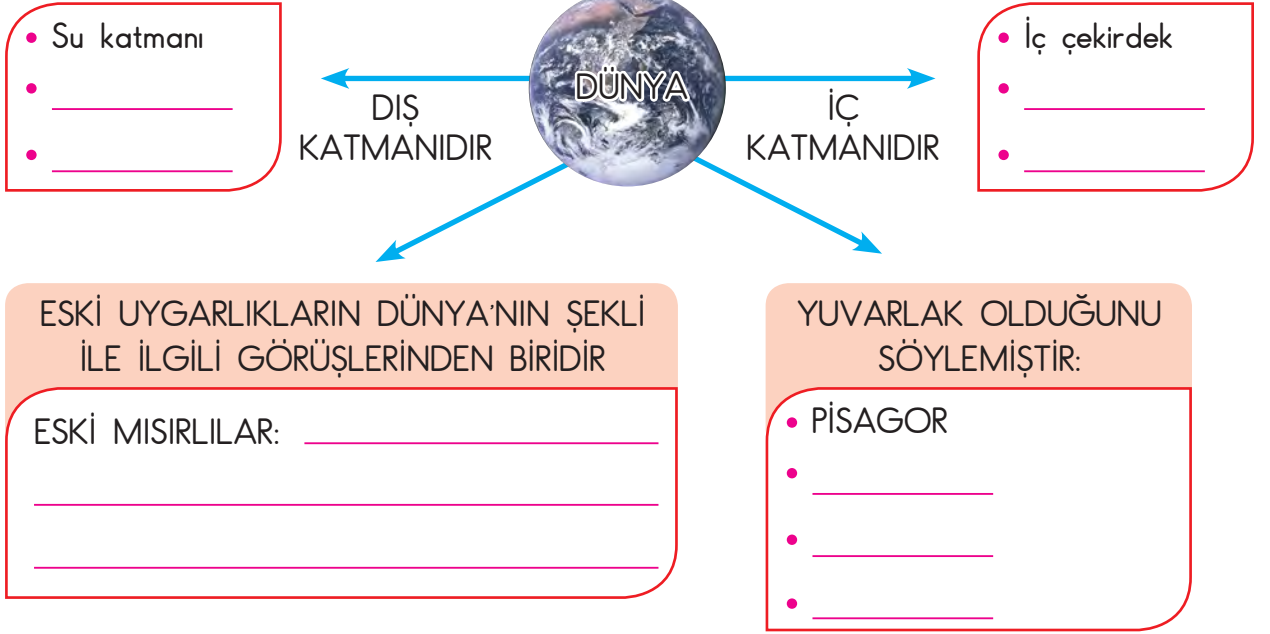 • Su katmanı
•
•
DÜNYA
DIŞ
KATMANIDIR
İÇ
KATMANIDIR
• İç çekirdek
•
•
ESKİ UYGARLIKLARIN DÜNYA'NIN ŞEKLİ
İLE İLGİLİ GÖRÜŞLERİNDEN BİRİDİR
ESKİ MISIRLILAR:
YUVARLAK OLDUĞUNU
SÖYLEMİŞTİR:
• PİSAGOR
•
•
•